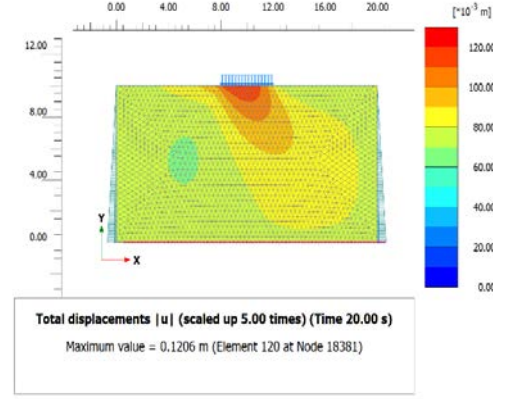 0.00 4.00 8.00 12.00 16.00 20.00
[*10⁻³ m]
12.00
8.00
4.00
0.00
Y
X
120.00
100.00
80.00
60.00
40.00
20.00
0.00
Total displacements |u| (scaled up 5.00 times) (Time 20.00 s)
Maximum value = 0.1206 m (Element 120 at Node 18381)